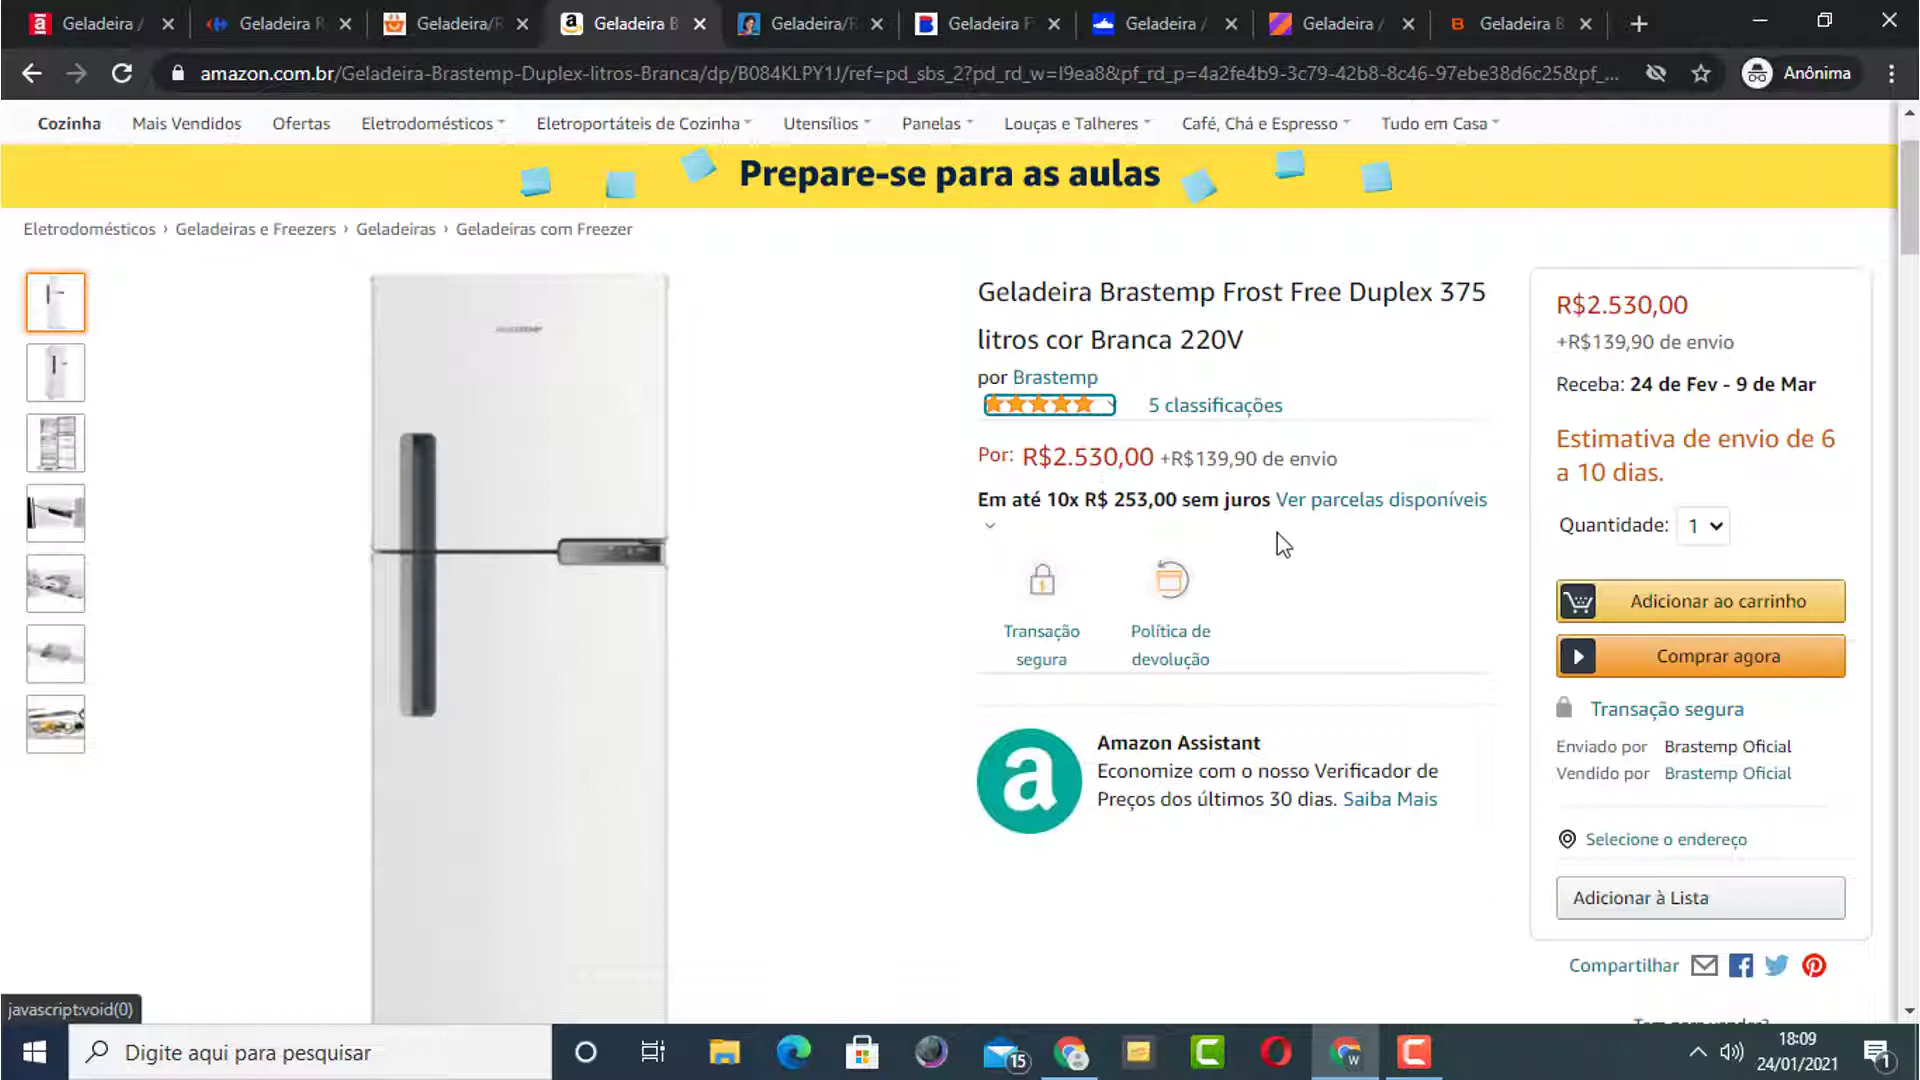 Geladeira /
Geladeira R
Geladeira/R
Geladeira B
Geladeira/R
Geladeira F
Geladeira /
Geladeira /
Geladeira B
amazon.com.br/Geladeira-Brastemp-Duplex-litros-Branca/dp/B084KLPY1J/ref=pd_sbs_2?pd_rd_w=I9ea8&pf_rd_p=4a2fe4b9-3c79-42b8-8c46-97ebe38d6c25&pf_...
Anônima
Cozinha Mais Vendidos Ofertas Eletrodomésticos Eletroportáteis de Cozinha Utensílios Panelas Louças e Talheres Café, Chá e Espresso Tudo em Casa
Prepare-se para as aulas
Eletrodomésticos › Geladeiras e Freezers › Geladeiras › Geladeiras com Freezer
Geladeira Brastemp Frost Free Duplex 375
litros cor Branca 220V
por Brastemp
5 classificações
Por: R$2.530,00 +R$139,90 de envio
Em até 10x R$ 253,00 sem juros Ver parcelas disponíveis
Transação
segura
Política de
devolução
a
Amazon Assistant
Economize com o nosso Verificador de
Preços dos últimos 30 dias. Saiba Mais
R$2.530,00
+R$139,90 de envio
Receba: 24 de Fev - 9 de Mar
Estimativa de envio de 6
a 10 dias.
Quantidade: 1
Adicionar ao carrinho
Comprar agora
Transação segura
Enviado por Brastemp Oficial
Vendido por Brastemp Oficial
Selecione o endereço
Adicionar à Lista
Compartilhar
javascript:void(0)
Digite aqui para pesquisar
15
18:09
24/01/2021
1